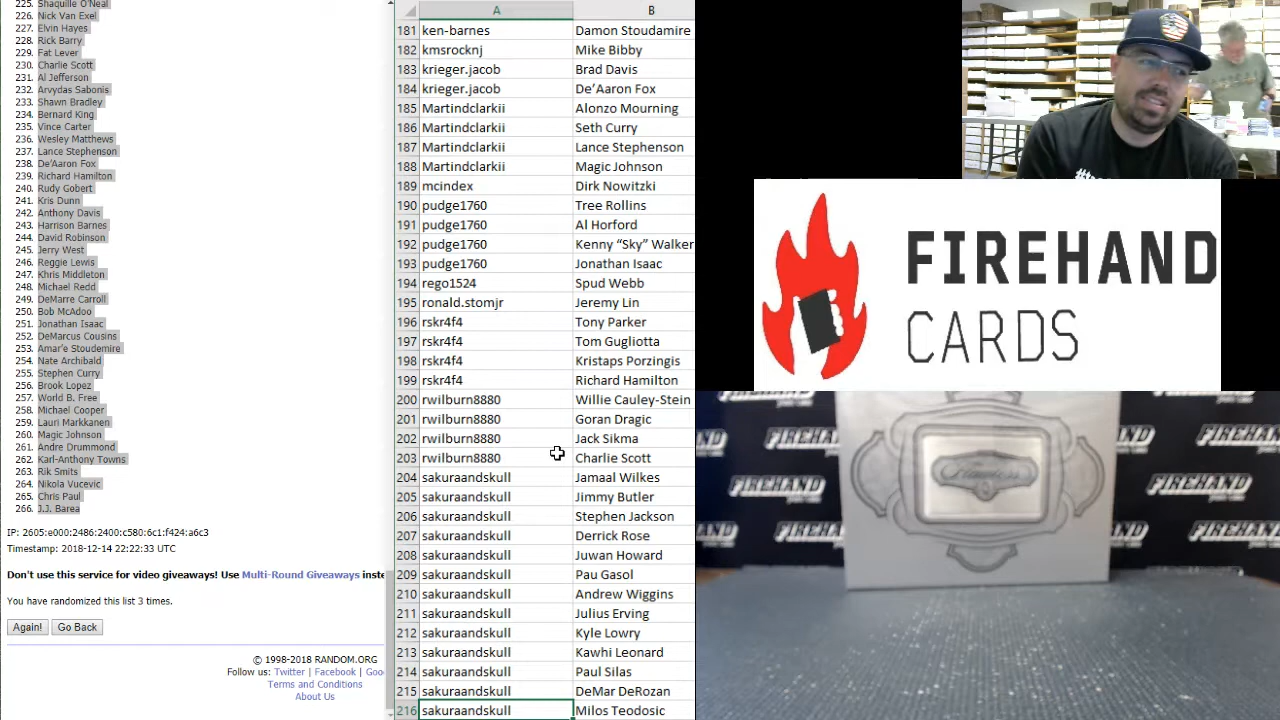 225. Shaquille O'Neal
226. Nick Van Exel
227. Elvin Hayes
228. Rick Barry
229. Fat Lever
230. Charlie Scott
231. Al Jefferson
232. Arvydas Sabonis
233. Shawn Bradley
234. Bernard King
235. Vince Carter
236. Wesley Matthews
237. Lance Stephenson
238. De'Aaron Fox
239. Richard Hamilton
240. Rudy Gobert
241. Kris Dunn
242. Anthony Davis
243. Harrison Barnes
244. David Robinson
245. Jerry West
246. Reggie Lewis
247. Khris Middleton
248. Michael Redd
249. DeMarre Carroll
250. Bob McAdoo
251. Jonathan Isaac
252. DeMarcus Cousins
253. Amar'e Stoudemire
254. Nate Archibald
255. Stephen Curry
256. Brook Lopez
257. World B. Free
258. Michael Cooper
259. Lauri Markkanen
260. Magic Johnson
261. Andre Drummond
262. Karl-Anthony Towns
263. Rik Smits
264. Nikola Vucevic
265. Chris Paul
266. J.J. Barea
IP: 2605:e000:2486:2400:c580:6c1:f424:a6c3
Timestamp: 2018-12-14 22:22:33 UTC
Don't use this service for video giveaways! Use Multi-Round Giveaways inste
You have randomized this list 3 times.
Again! Go Back
© 1998-2018 RANDOM.ORG
Follow us: Twitter | Facebook | Goo
Terms and Conditions
About Us
A B
181 ken-barnes Damon Stoudamire
182 kmsrocknj Mike Bibby
183 krieger.jacob Brad Davis
184 krieger.jacob De’Aaron Fox
185 Martindclarkii Alonzo Mourning
186 Martindclarkii Seth Curry
187 Martindclarkii Lance Stephenson
188 Martindclarkii Magic Johnson
189 mcindex Dirk Nowitzki
190 pudge1760 Tree Rollins
191 pudge1760 Al Horford
192 pudge1760 Kenny “Sky” Walker
193 pudge1760 Jonathan Isaac
194 rego1524 Spud Webb
195 ronald.stomjr Jeremy Lin
196 rskr4f4 Tony Parker
197 rskr4f4 Tom Gugliotta
198 rskr4f4 Kristaps Porzingis
199 rskr4f4 Richard Hamilton
200 rwilburn8880 Willie Cauley-Stein
201 rwilburn8880 Goran Dragic
202 rwilburn8880 Jack Sikma
203 rwilburn8880 Charlie Scott
204 sakuraandskull Jamaal Wilkes
205 sakuraandskull Jimmy Butler
206 sakuraandskull Stephen Jackson
207 sakuraandskull Derrick Rose
208 sakuraandskull Juwan Howard
209 sakuraandskull Pau Gasol
210 sakuraandskull Andrew Wiggins
211 sakuraandskull Julius Erving
212 sakuraandskull Kyle Lowry
213 sakuraandskull Kawhi Leonard
214 sakuraandskull Paul Silas
215 sakuraandskull DeMar DeRozan
216 sakuraandskull Milos Teodosic
FIREHAND
CARDS
FIREHAND
FIREHAND
FIREHAND
Flawless